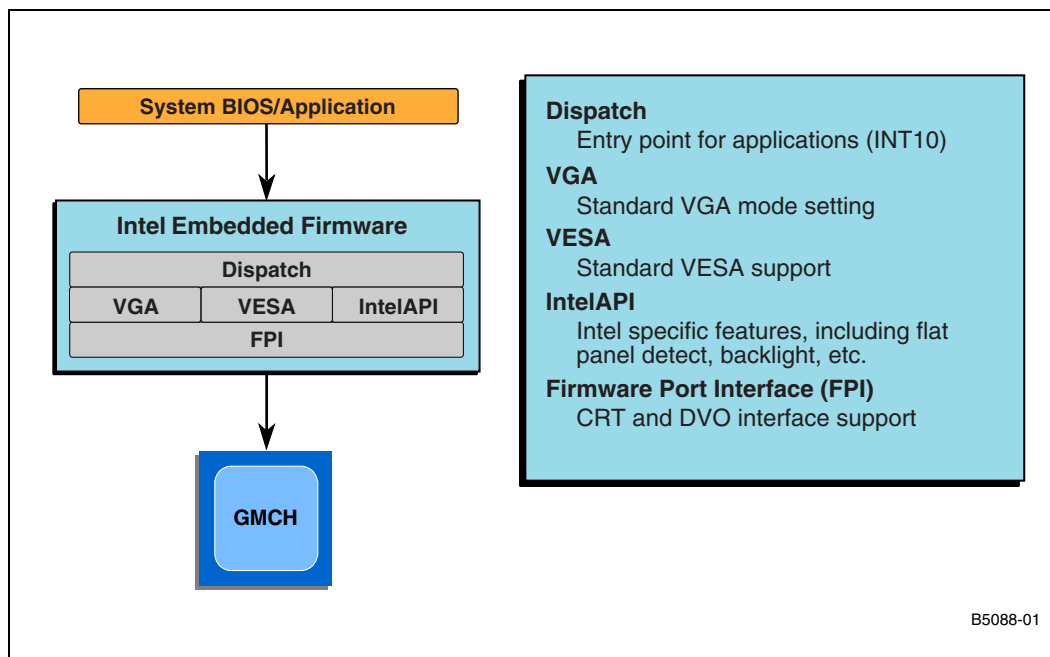 System BIOS/Application
Intel Embedded Firmware
Dispatch
VGA
VESA
IntelAPI
FPI
GMCH
Dispatch
Entry point for applications (INT10)
VGA
Standard VGA mode setting
VESA
Standard VESA support
IntelAPI
Intel specific features, including flat
panel detect, backlight, etc.
Firmware Port Interface (FPI)
CRT and DVO interface support
B5088-01